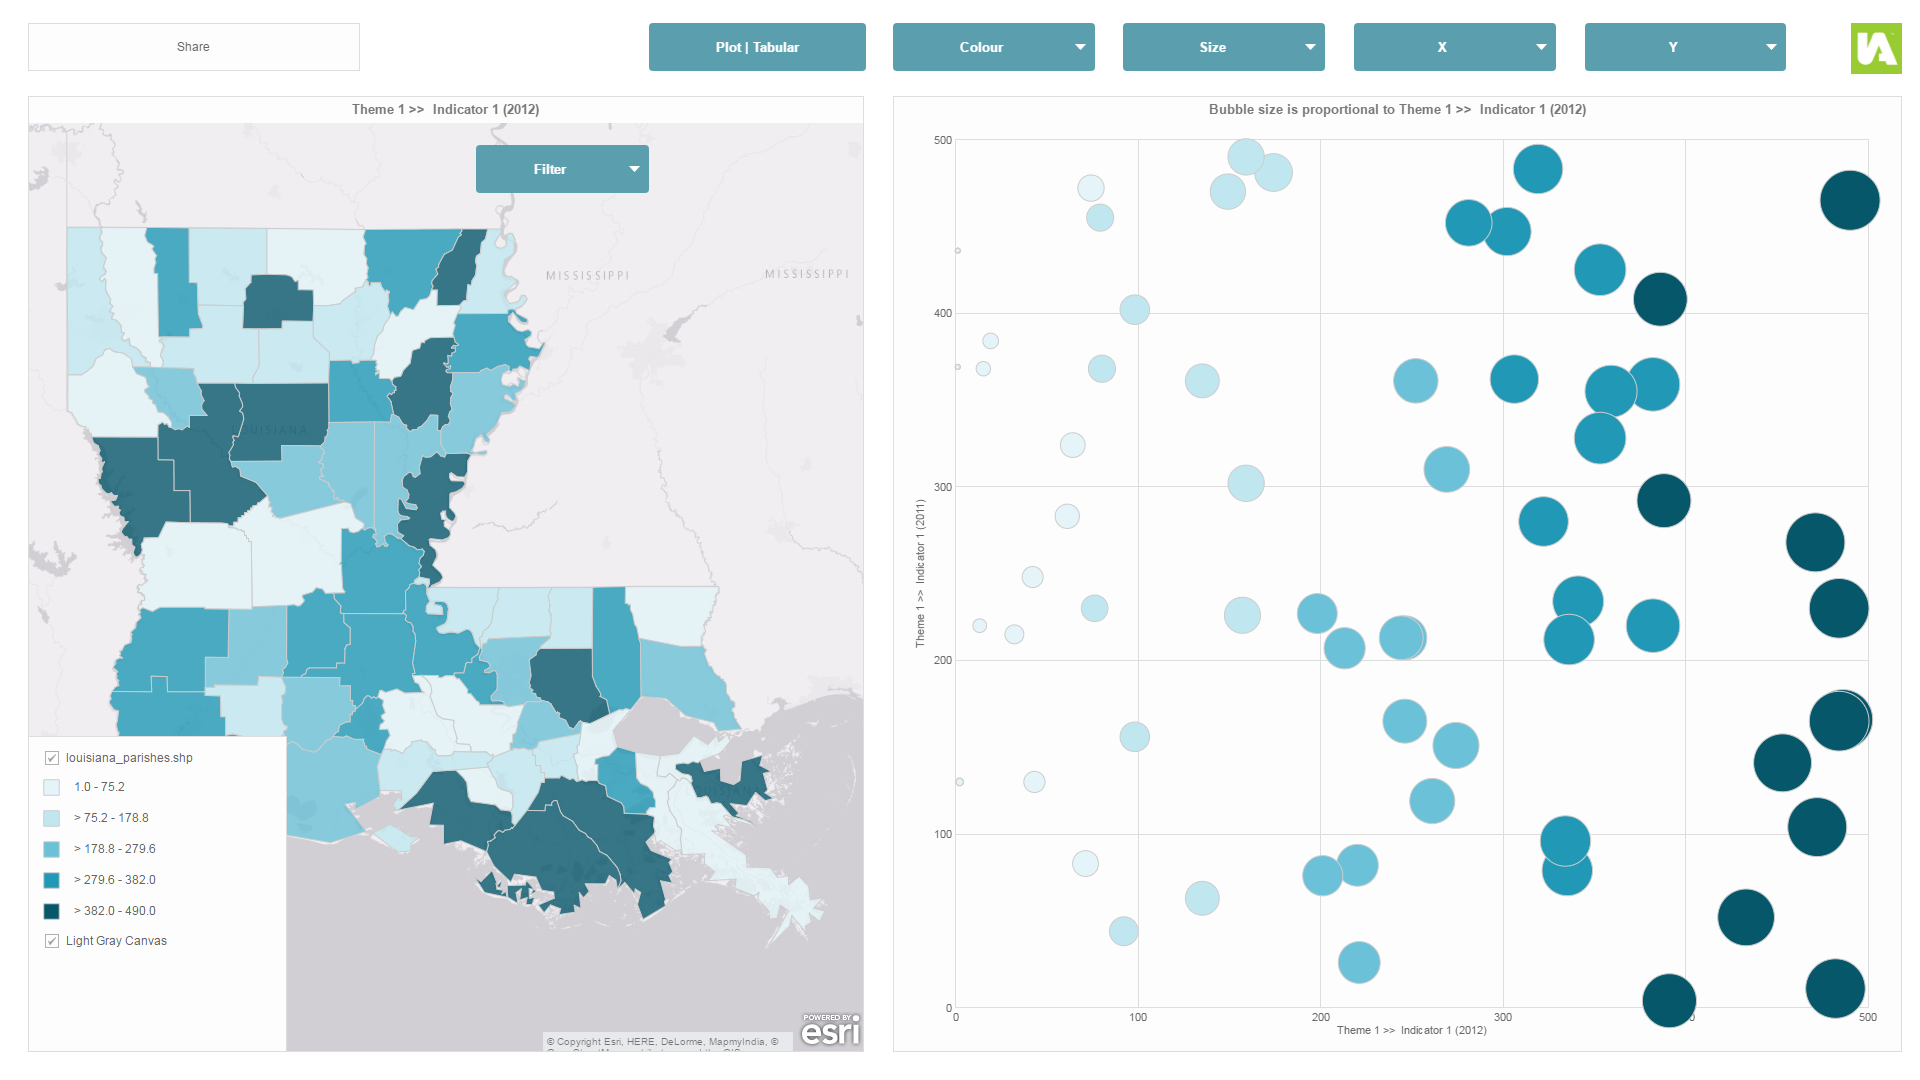 Share
Plot | Tabular
Colour
Size
X
Y
IA
Theme 1 >> Indicator 1 (2012)
Filter
MISSISSIPPI
MISSISSIPPI
LOUISIANA
louisiana_parishes.shp
1.0 - 75.2
> 75.2 - 178.8
> 178.8 - 279.6
> 279.6 - 382.0
> 382.0 - 490.0
Light Gray Canvas
POWERED BY
esri
© Copyright Esri, HERE, DeLorme, MapmyIndia, ©
Bubble size is proportional to Theme 1 >> Indicator 1 (2012)
500
400
300
200
100
0
Theme 1 >> Indicator 1 (2011)
0
100
200
300
500
Theme 1 >> Indicator 1 (2012)